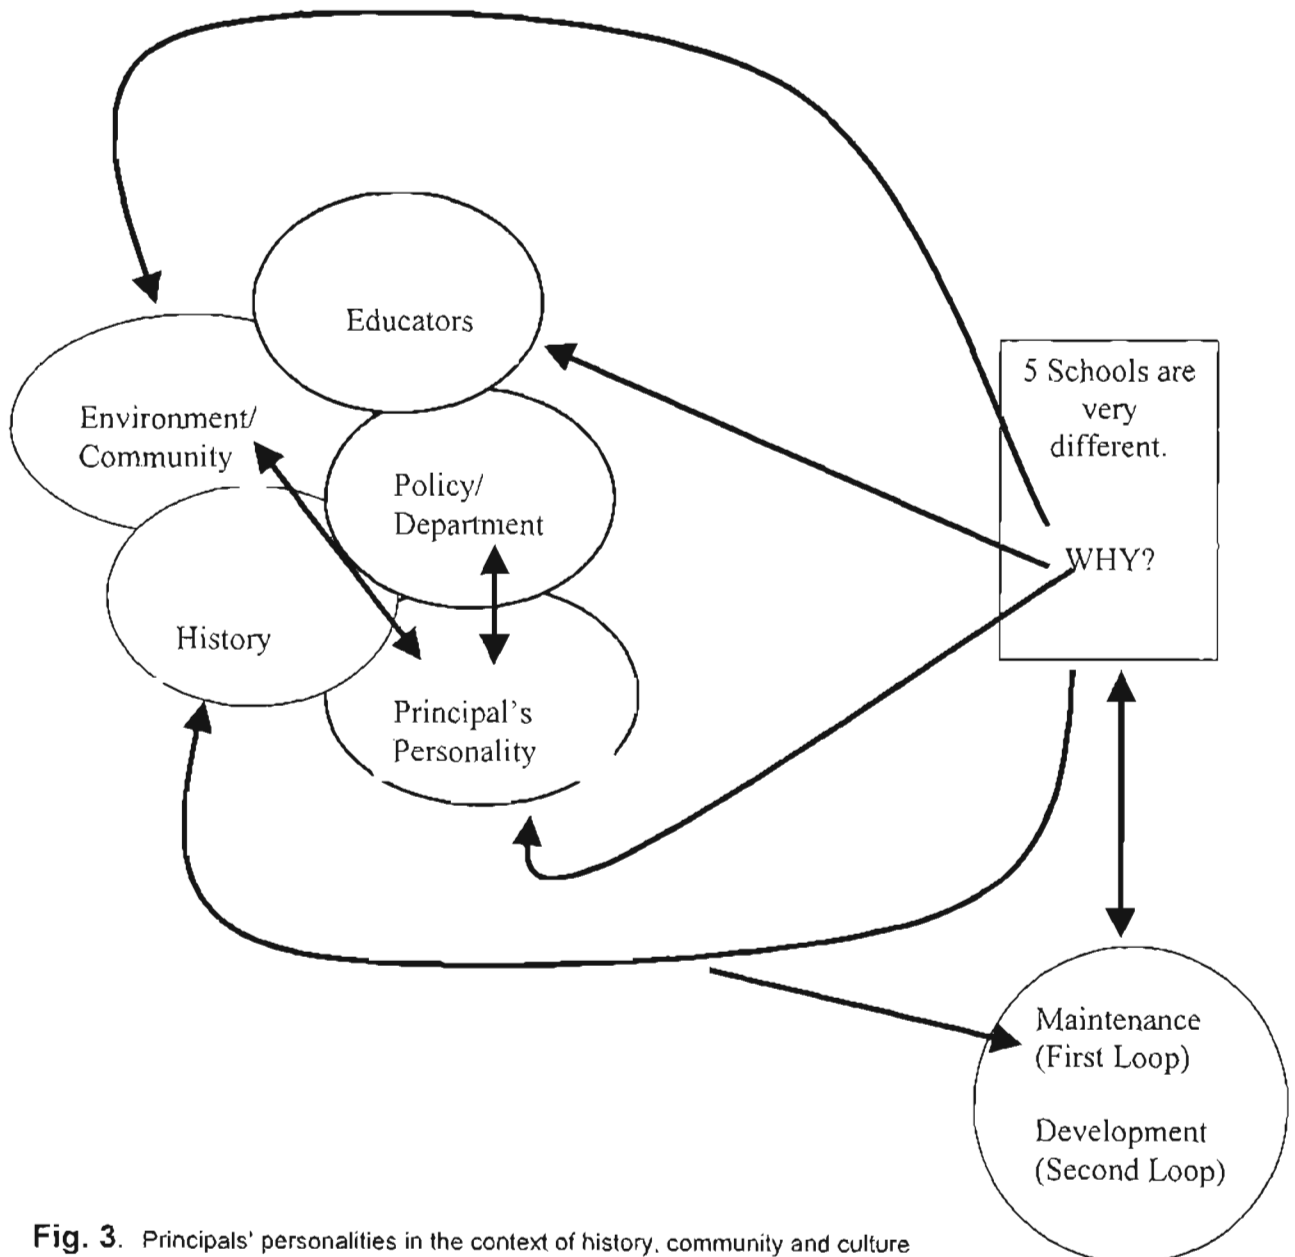 Educators
Environment/
Community
Policy/
Department
History
Principal's
Personality
5 Schools are
very
different.
WHY?
Maintenance
(First Loop)
Development
(Second Loop)
Fig. 3. Principals' personalities in the context of history, community and culture